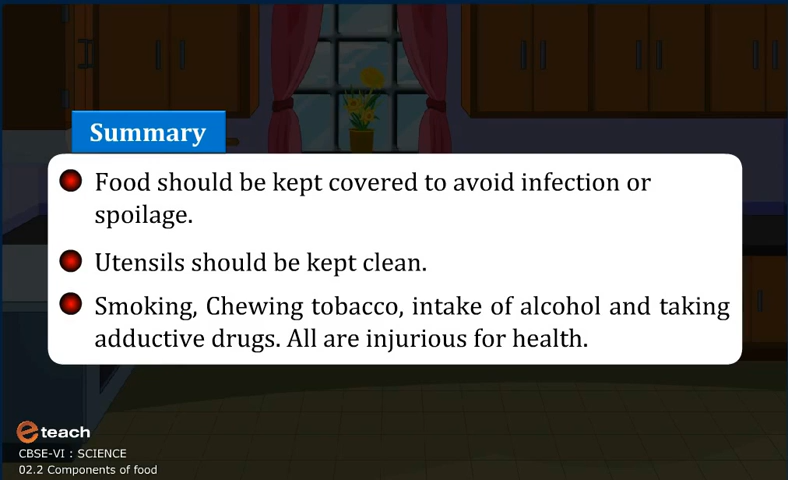 Summary
Food should be kept covered to avoid infection or
spoilage.
Utensils should be kept clean.
Smoking, Chewing tobacco, intake of alcohol and taking
adductive drugs. All are injurious for health.
e teach
CBSE-VI : SCIENCE
02.2 Components of food